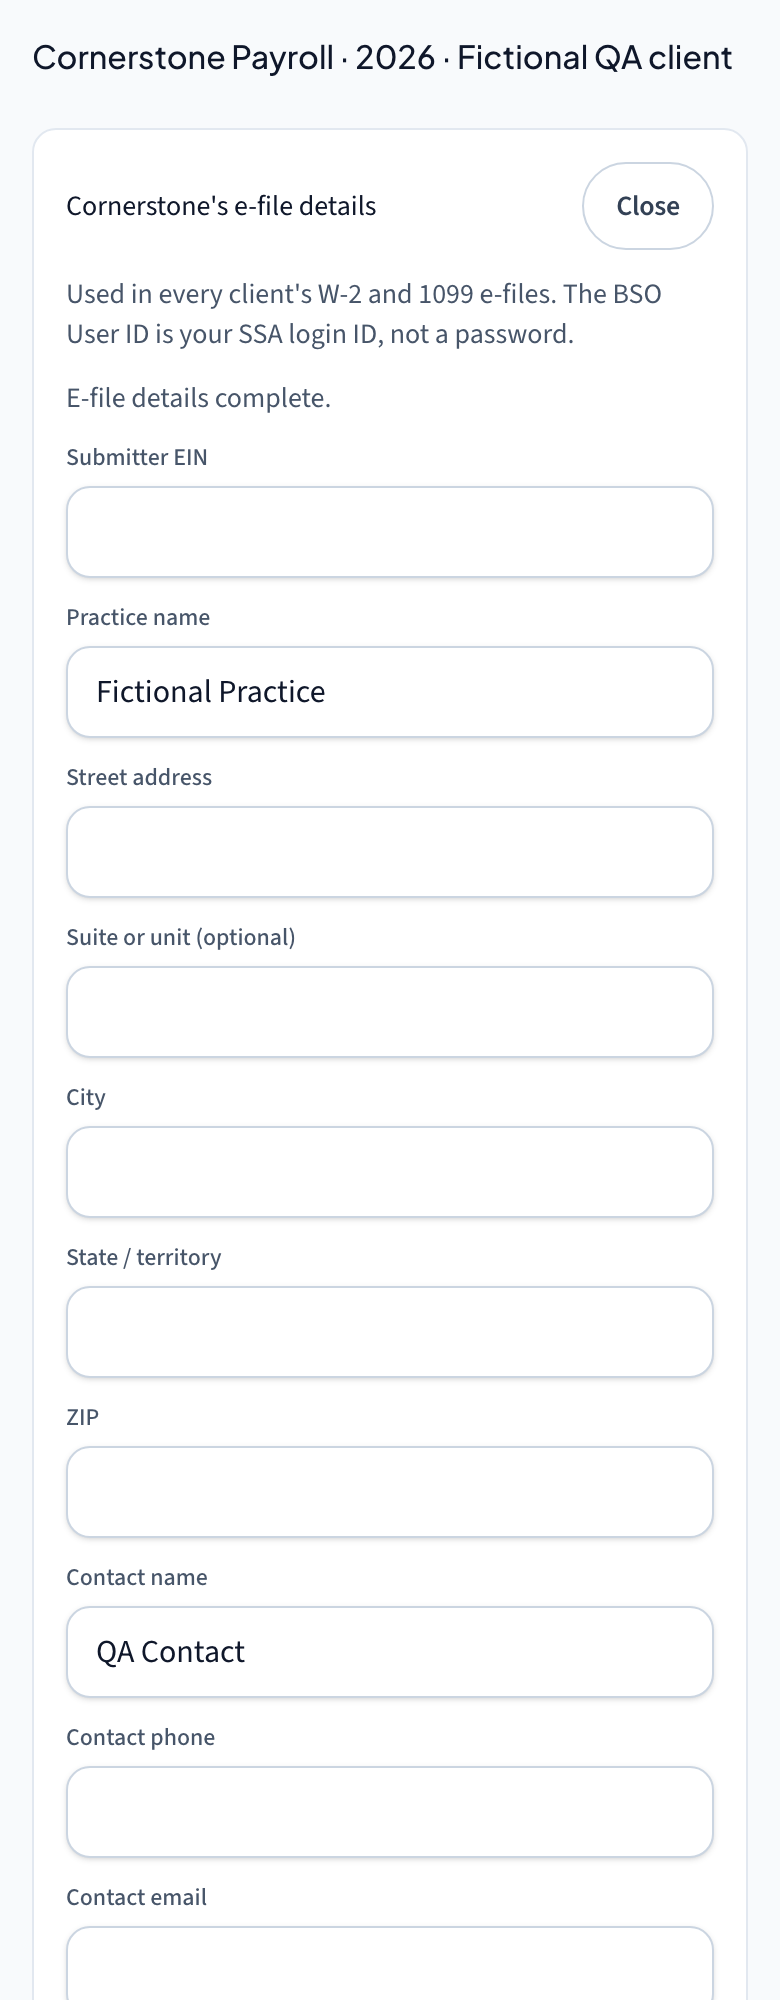 Cornerstone Payroll · 2026 · Fictional QA client
Cornerstone's e-file details
Close
Used in every client's W-2 and 1099 e-files. The BSO
User ID is your SSA login ID, not a password.
E-file details complete.
Submitter EIN
Practice name
Fictional Practice
Street address
Suite or unit (optional)
City
State / territory
ZIP
Contact name
QA Contact
Contact phone
Contact email